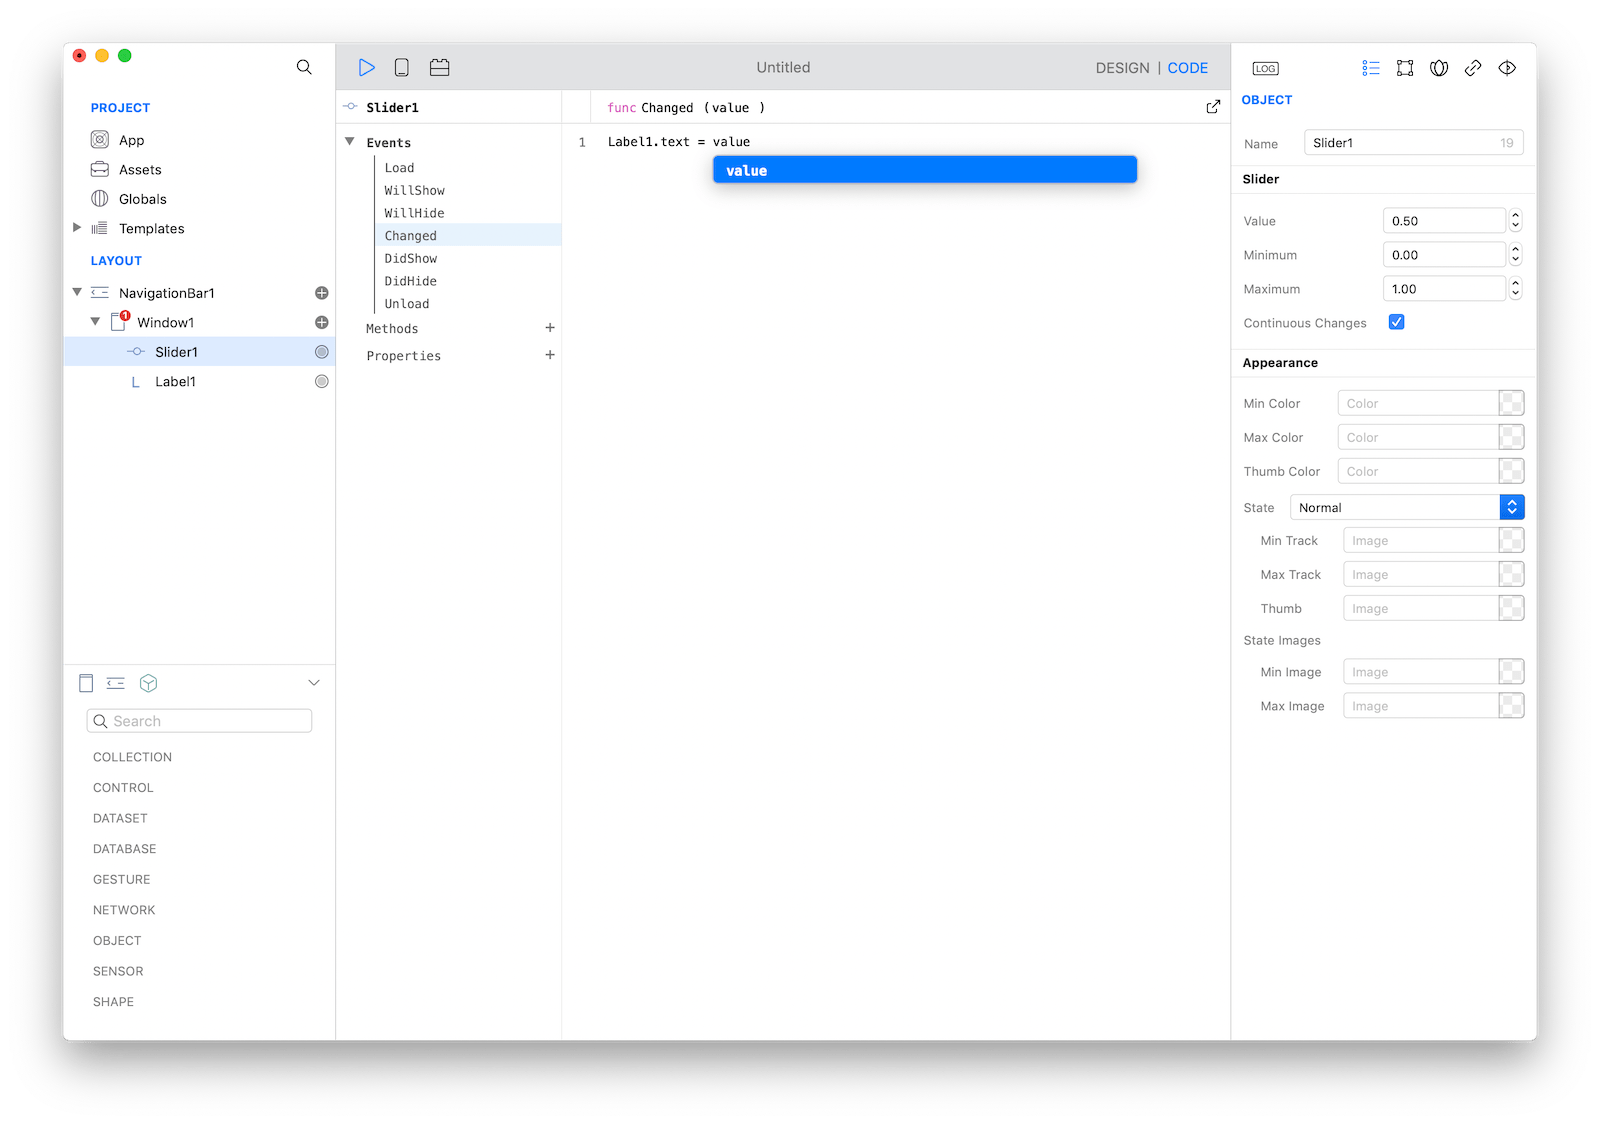 Untitled
DESIGN | CODE
LOG
PROJECT
App
Assets
Globals
Templates
LAYOUT
NavigationBar1
1
Window1
Slider1
L Label1
Search
COLLECTION
CONTROL
DATASET
DATABASE
GESTURE
NETWORK
OBJECT
SENSOR
SHAPE
Slider1
Events
Load
WillShow
WillHide
Changed
DidShow
DidHide
Unload
Methods +
Properties +
func Changed (value )
1 Label1.text = value
value
OBJECT
Name Slider1 19
Slider
Value 0.50
Minimum 0.00
Maximum 1.00
Continuous Changes
Appearance
Min Color Color
Max Color Color
Thumb Color Color
State Normal
Min Track Image
Max Track Image
Thumb Image
State Images
Min Image Image
Max Image Image